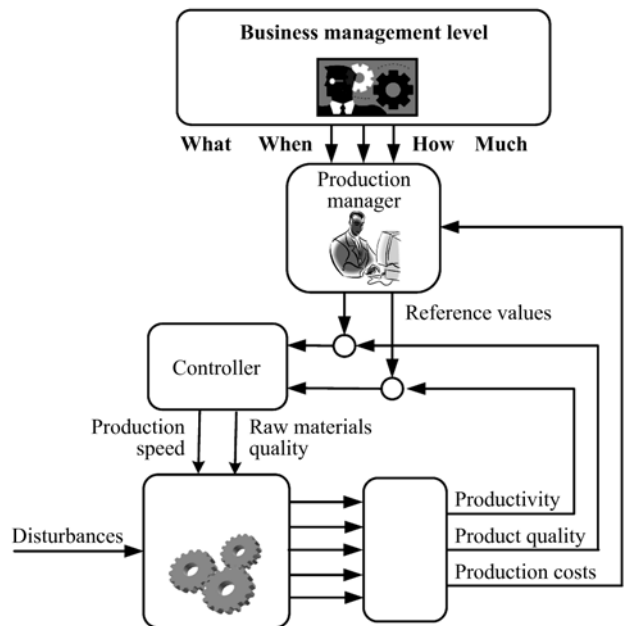 Business management level
What When How Much
Production
manager
Reference values
Controller
Production
speed
Raw materials
quality
Disturbances
Productivity
Product quality
Production costs